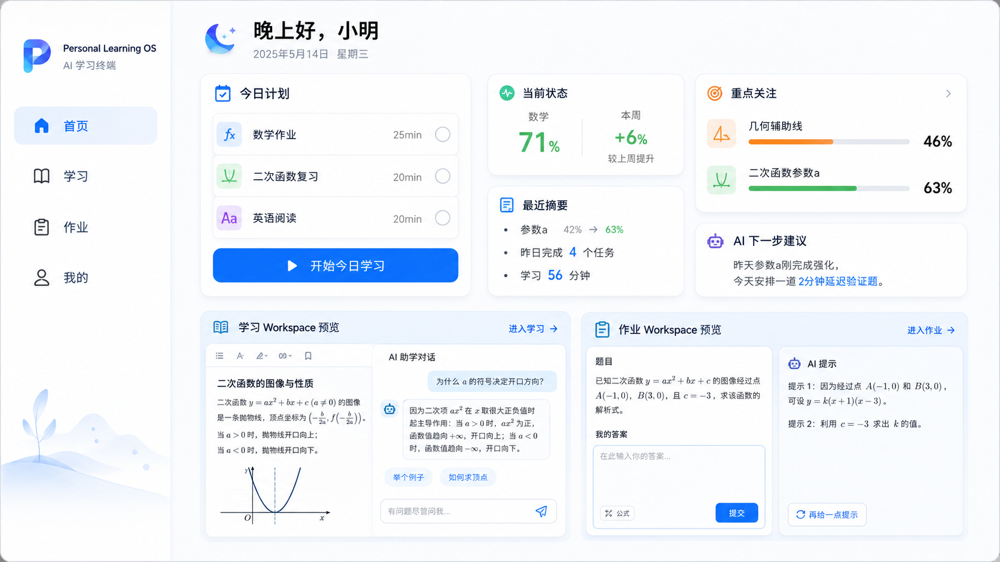 Personal Learning OS
AI 学习终端
首页
学习
作业
我的
晚上好，小明
2025年5月14日 星期三
今日计划
fx 数学作业 25min
二次函数复习 20min
Aa 英语阅读 20min
开始今日学习
当前状态
数学
71%
本周
+6%
较上周提升
最近摘要
• 参数a 42% → 63%
• 昨日完成 4 个任务
• 学习 56 分钟
重点关注
几何辅助线
46%
二次函数参数a
63%
AI 下一步建议
昨天参数a刚完成强化，
今天安排一道 2分钟延迟验证题。
学习 Workspace 预览
进入学习 →
A
二次函数的图像与性质
二次函数 y = ax² + bx + c (a ≠ 0) 的图像
是一条抛物线，顶点坐标为 (−b/2a, f(−b/2a))。
当 a > 0 时，抛物线开口向上；
当 a < 0 时，抛物线开口向下。
y
O
x
AI 助学对话
为什么 a 的符号决定开口方向？
因为二次项 ax² 在 x 取很大正负值时
起主导作用：当 a > 0 时，ax² 为正，
函数值趋向 +∞，开口向上；当 a < 0
时，函数值趋向 −∞，开口向下。
举个例子
如何求顶点
有问题尽管问我...
作业 Workspace 预览
进入作业 →
题目
已知二次函数 y = ax² + bx + c 的图像经过点
A(−1, 0)，B(3, 0)，且 c = −3，求该函数的
解析式。
我的答案
在此输入你的答案...
公式
提交
AI 提示
提示 1：因为经过点 A(−1, 0) 和 B(3, 0)，
可设 y = k(x + 1)(x − 3)。
提示 2：利用 c = −3 求出 k 的值。
再给一点提示